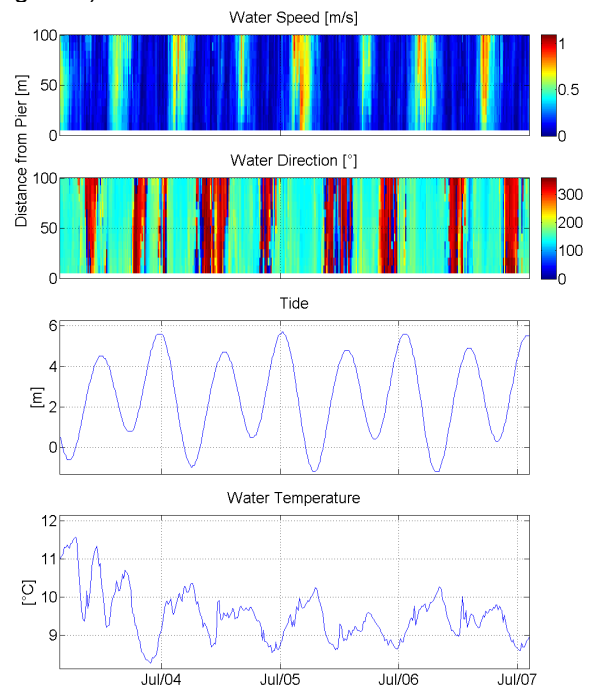 Water Speed [m/s]
100
50
0
1
0.5
0
Distance from Pier [m]
Water Direction [°]
100
50
0
300
200
100
0
Tide
6
4
2
0
[m]
Water Temperature
12
11
10
9
[°C]
Jul/04 Jul/05 Jul/06 Jul/07